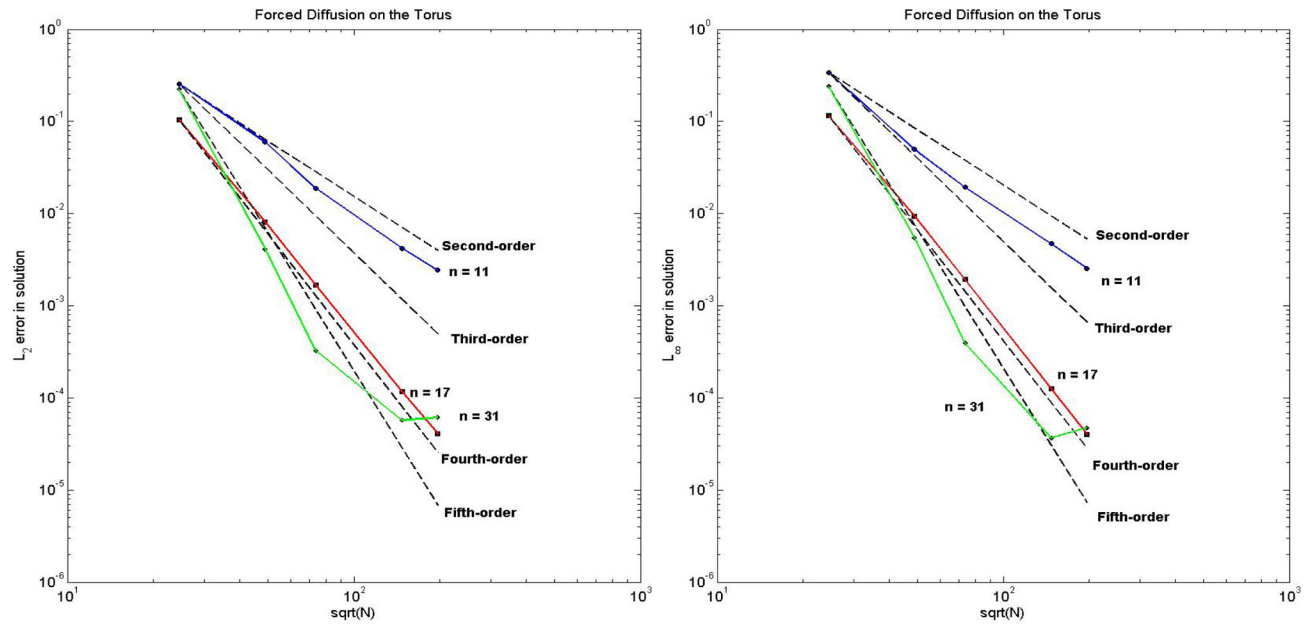 Forced Diffusion on the Torus
10^0
10^-1
10^-2
10^-3
10^-4
10^-5
10^-6
L_2 error in solution
Second-order
n = 11
Third-order
n = 17
n = 31
Fourth-order
Fifth-order
10^1
10^2
10^3
sqrt(N)
Forced Diffusion on the Torus
10^0
10^-1
10^-2
10^-3
10^-4
10^-5
10^-6
L_∞ error in solution
Second-order
n = 11
Third-order
n = 17
n = 31
Fourth-order
Fifth-order
10^1
10^2
10^3
sqrt(N)